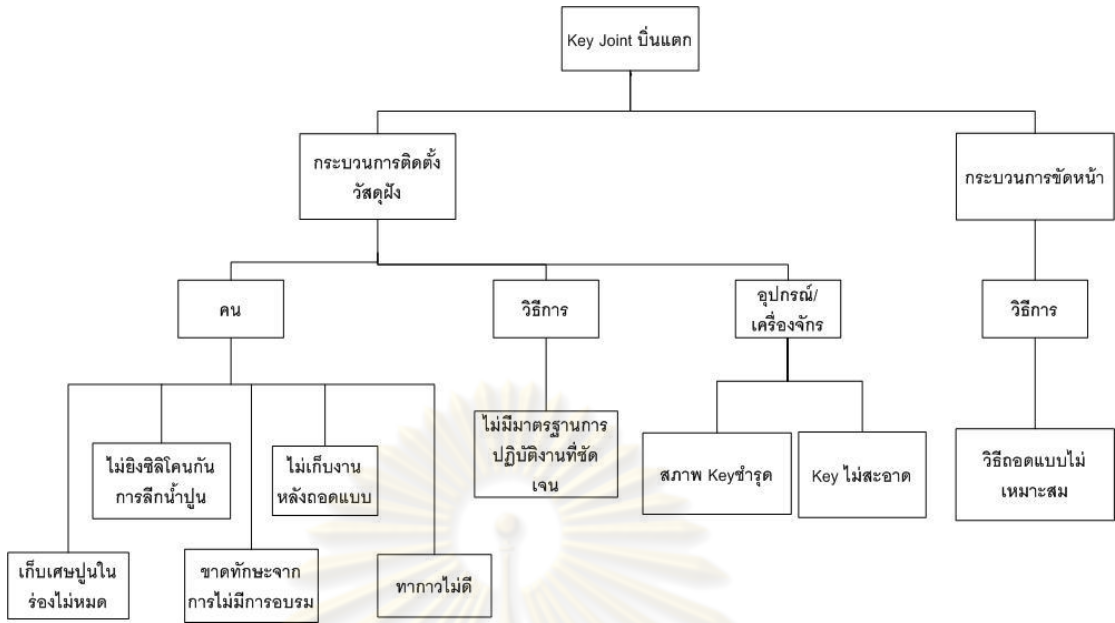 Key Joint บิ่นแตก
กระบวนการติดตั้ง
วัสดุฝัง
กระบวนการขัดหน้า
คน
วิธีการ
อุปกรณ์/
เครื่องจักร
วิธีการ
ไม่ยิงซิลิโคนกัน
การลีกน้ำปูน
ไม่เก็บงาน
หลังถอดแบบ
ไม่มีมาตรฐานการ
ปฏิบัติงานที่ชัด
เจน
สภาพ Keyชำรุด
Key ไม่สะอาด
วิธีถอดแบบไม่
เหมาะสม
เก็บเศษปูนใน
ร่องไม่หมด
ขาดทักษะจาก
การไม่มีการอบรม
ทากาวไม่ดี